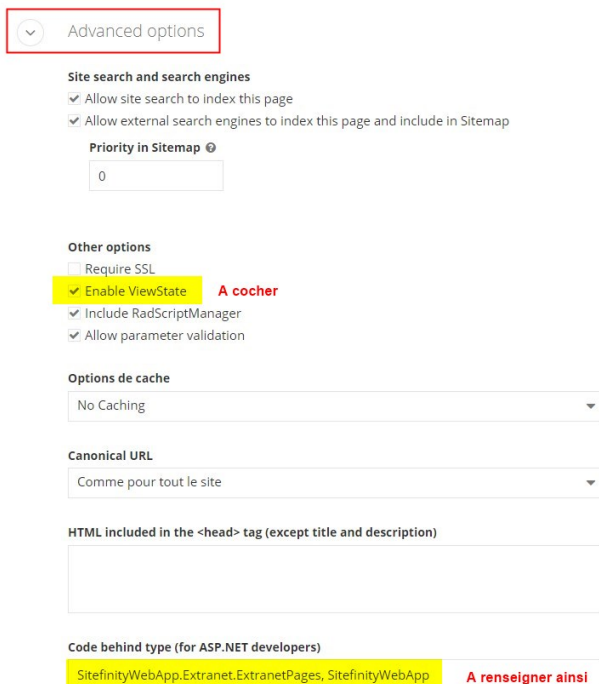 Advanced options
Site search and search engines
Allow site search to index this page
Allow external search engines to index this page and include in Sitemap
Priority in Sitemap ?
0
Other options
Require SSL
Enable ViewState A cocher
Include RadScriptManager
Allow parameter validation
Options de cache
No Caching
Canonical URL
Comme pour tout le site
HTML included in the <head> tag (except title and description)
Code behind type (for ASP.NET developers)
SitefinityWebApp.Extranet.ExtranetPages, SitefinityWebApp A renseigner ainsi